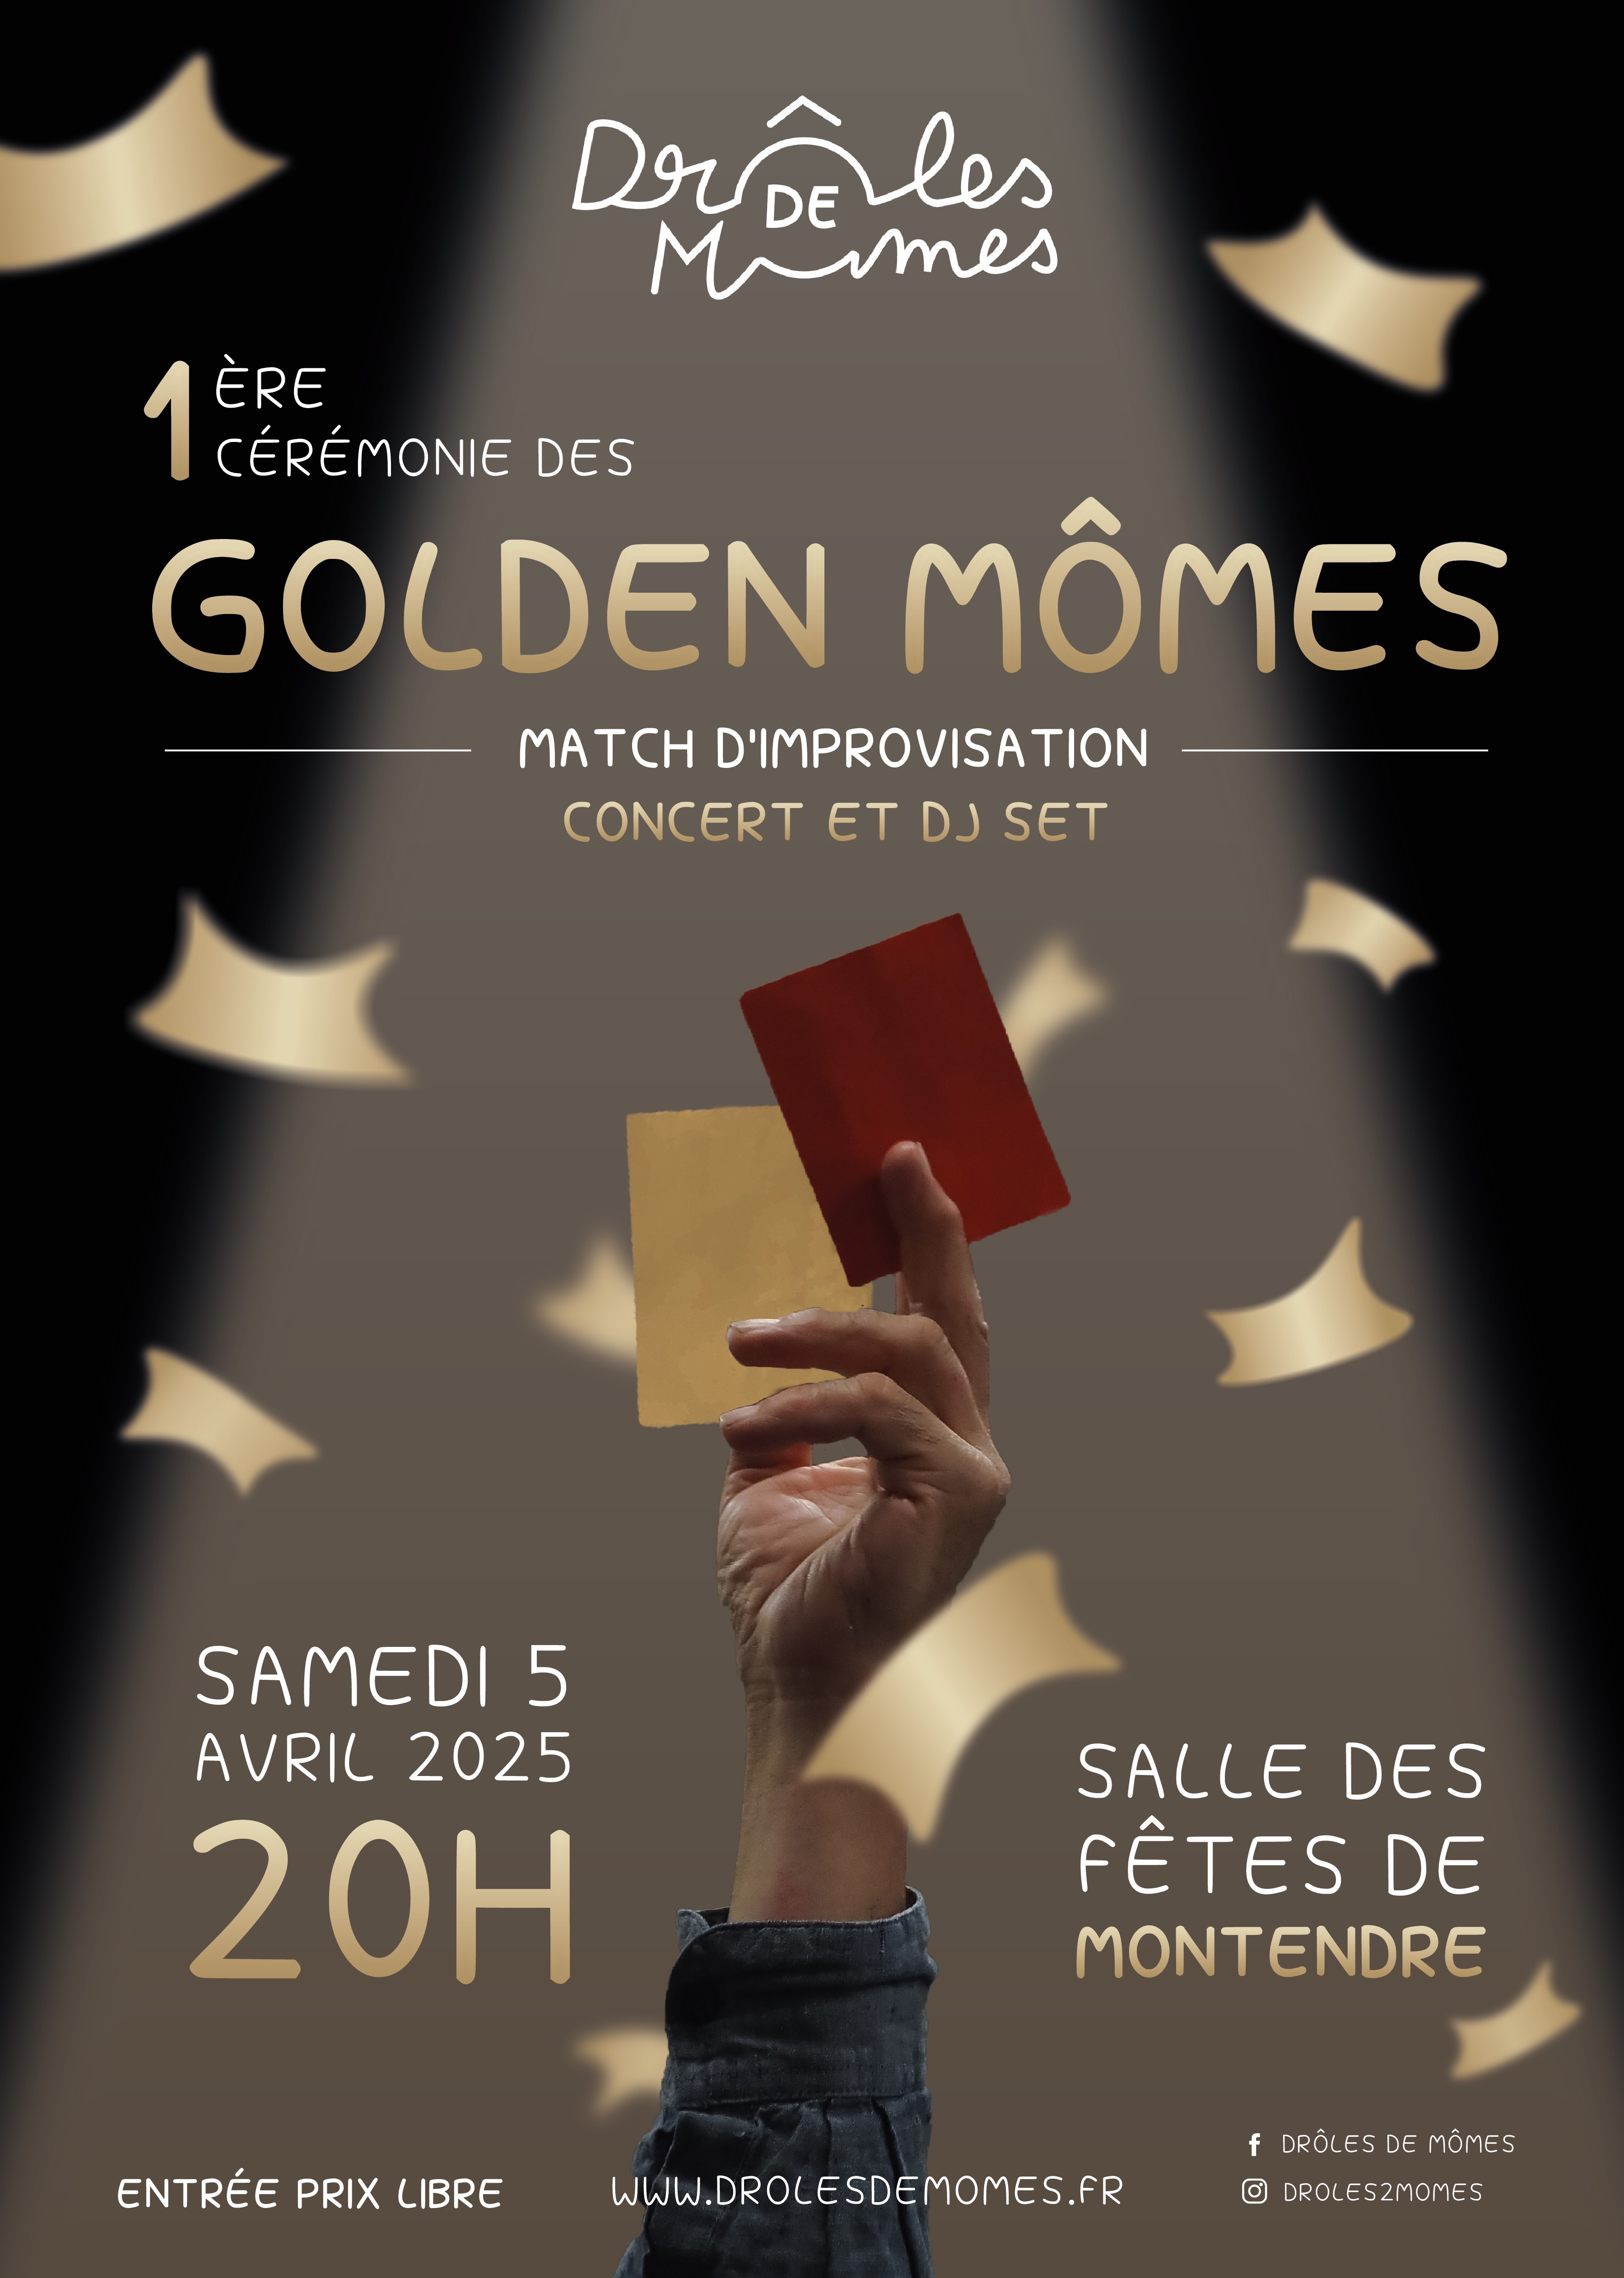 Drôles
DE
Mômes
1ÈRE
CÉRÉMONIE DES
GOLDEN MÔMES
MATCH D'IMPROVISATION
CONCERT ET DJ SET
SAMEDI 5
AVRIL 2025
20H
SALLE DES
FÊTES DE
MONTENDRE
ENTRÉE PRIX LIBRE
WWW.DROLESDEMOMES.FR
DRÔLES DE MÔMES
DROLES2MOMES